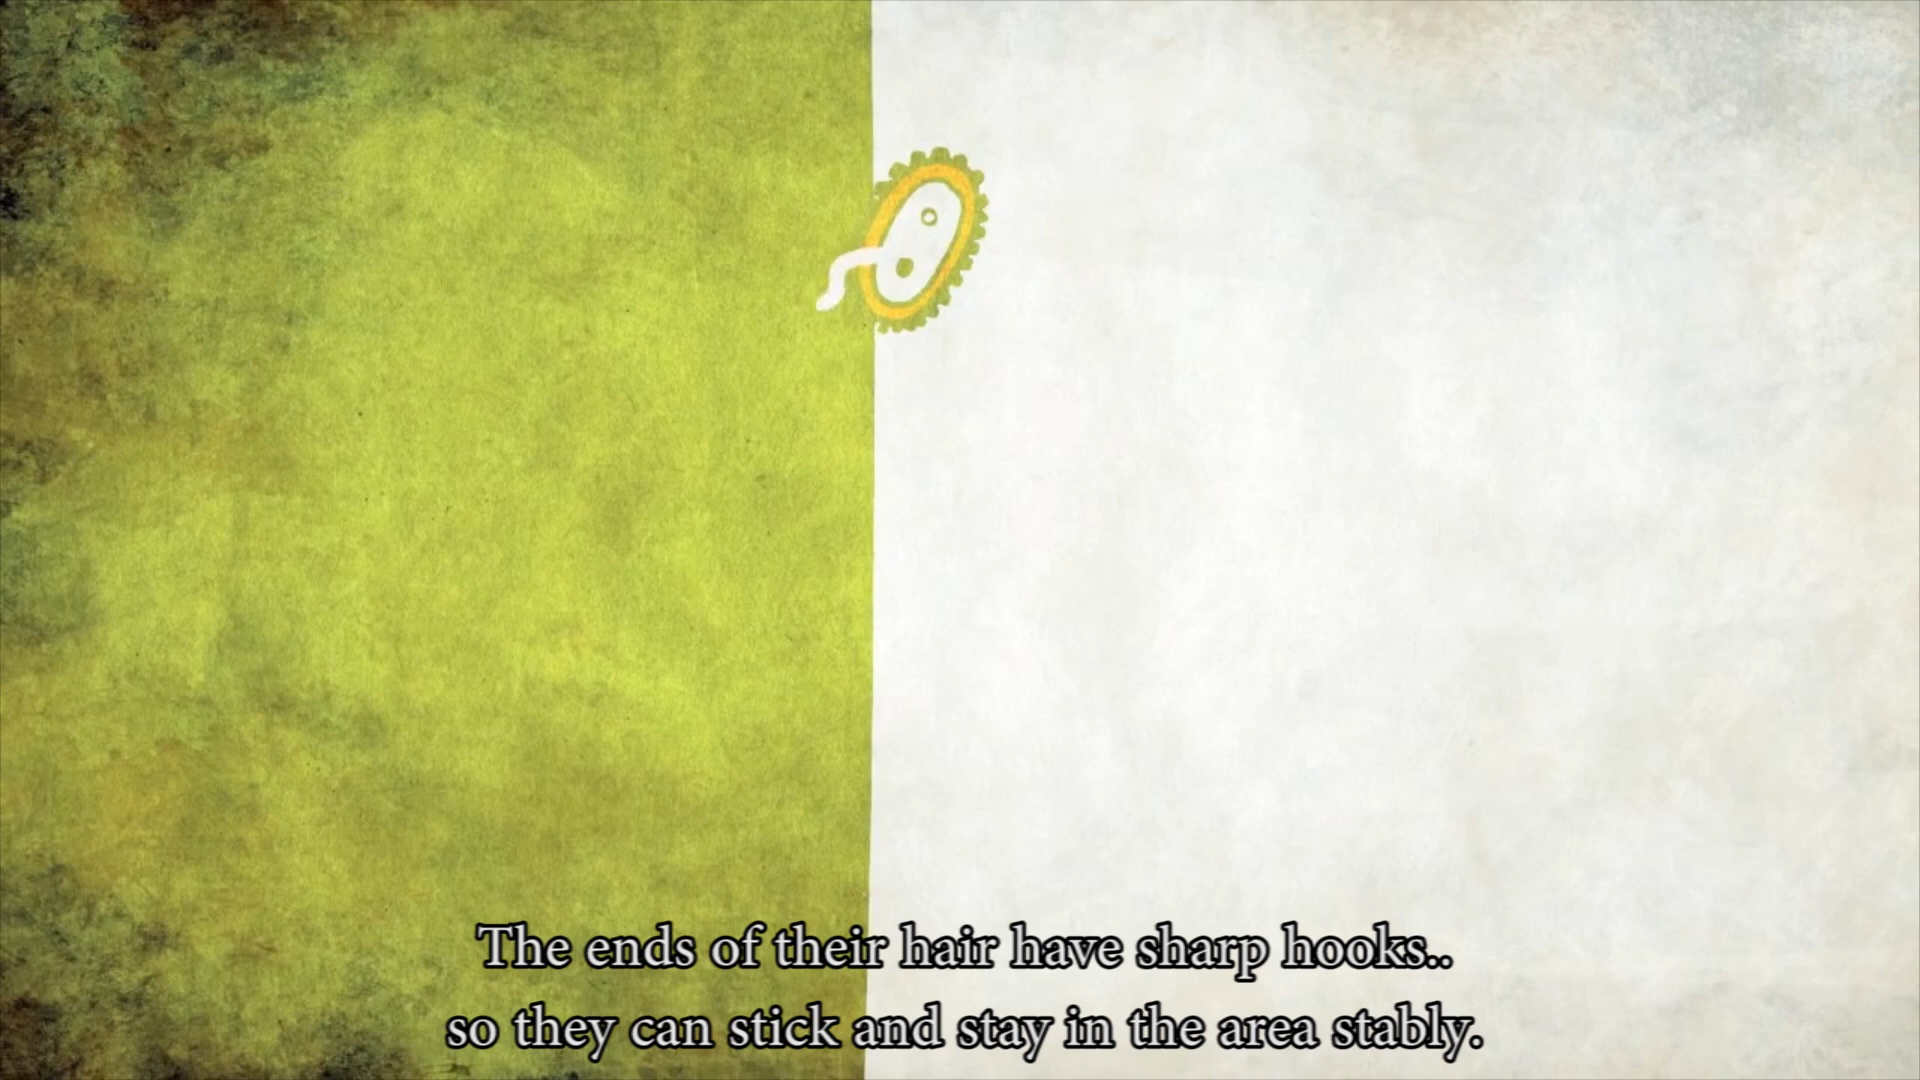 The ends of their hair have sharp hooks..
so they can stick and stay in the area stably.